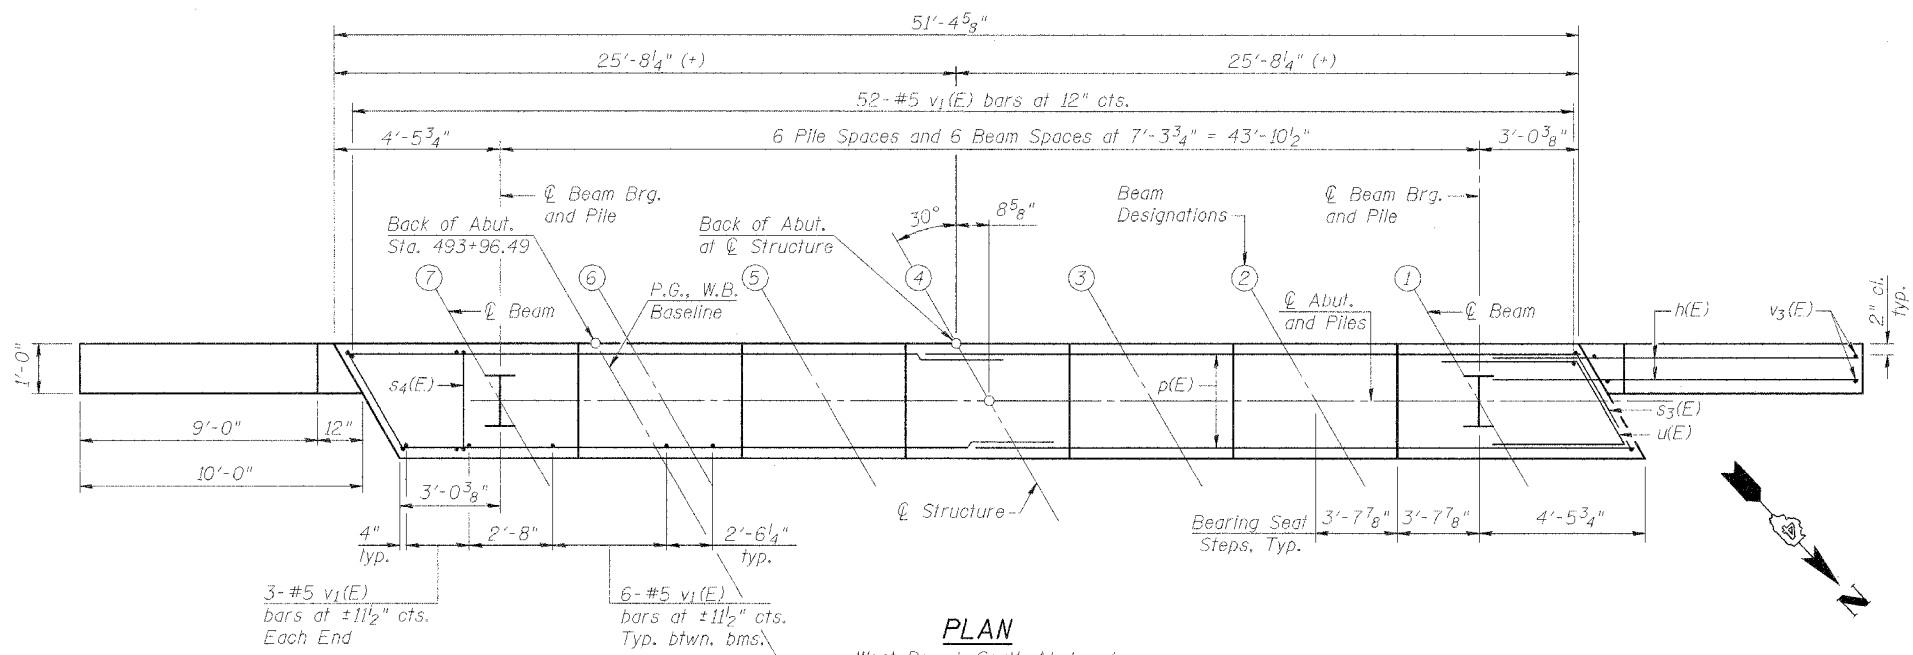 51'-4 5/8"
25'-8 1/4" (+)
25'-8 1/4" (+)
52-#5 v1(E) bars at 12" cts.
4'-5 3/4"
6 Pile Spaces and 6 Beam Spaces at 7'-3 3/4" = 43'-10 1/2"
3'-0 3/8"
℄ Beam Brg.
and Pile
Back of Abut.
Sta. 493+96.49
Back of Abut.
at ℄ Structure
30°
8 5/8"
Beam
Designations
℄ Beam Brg.
and Pile
7
6
5
4
3
2
1
℄ Beam
P.G., W.B.
Baseline
℄ Abut.
and Piles
℄ Beam
h(E)
v3(E)
2" cl.
typ.
1'-0"
s4(E)
p(E)
s3(E)
u(E)
9'-0"
12"
10'-0"
3'-0 3/8"
4"
typ.
2'-8"
2'-6 1/4"
typ.
℄ Structure
Bearing Seat
Steps, Typ.
3'-7 7/8"
3'-7 7/8"
4'-5 3/4"
3-#5 v1(E)
bars at ±11 1/2" cts.
Each End
6-#5 v1(E)
bars at ±11 1/2" cts.
Typ. btwn. bms.
N
PLAN